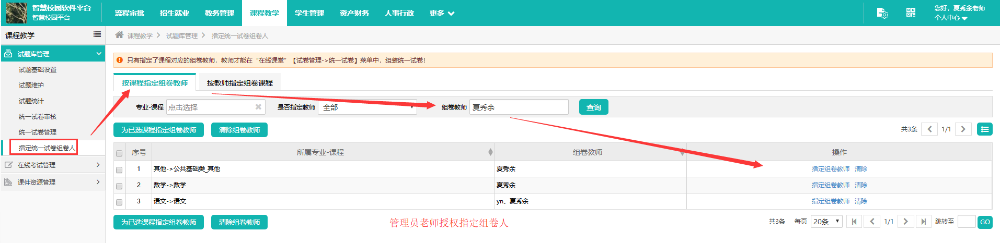 智慧校园软件平台
智慧校园平台
流程审批 招生就业 教务管理 课程教学 学生管理 资产财务 人事行政 更多
您好，夏秀余老师
个人中心
课程教学
课程教学 > 试题库管理 > 指定统一试卷组卷人
试题库管理
试题基础设置
试题维护
试题统计
统一试卷审核
统一试卷管理
指定统一试卷组卷人
在线考试管理
课件资源管理
只有指定了课程对应的组卷教师，教师才能在“在线课堂”【试卷管理->统一试卷】菜单中，组装统一试卷！
按课程指定组卷教师 按教师指定组卷课程
专业-课程 点击选择 是否指定教师 全部 组卷教师 夏秀余 查询
为已选课程指定组卷教师 清除组卷教师 共3条 1/1
序号 所属专业-课程 组卷教师 操作
1 其他->公共基础类_其他 夏秀余 指定组卷教师 清除
2 数学->数学 夏秀余 指定组卷教师 清除
3 语文->语文 yn、夏秀余 指定组卷教师 清除
为已选课程指定组卷教师 清除组卷教师 共3条 每页 20条 1/1 跳转至 GO
管理员老师授权指定组卷人